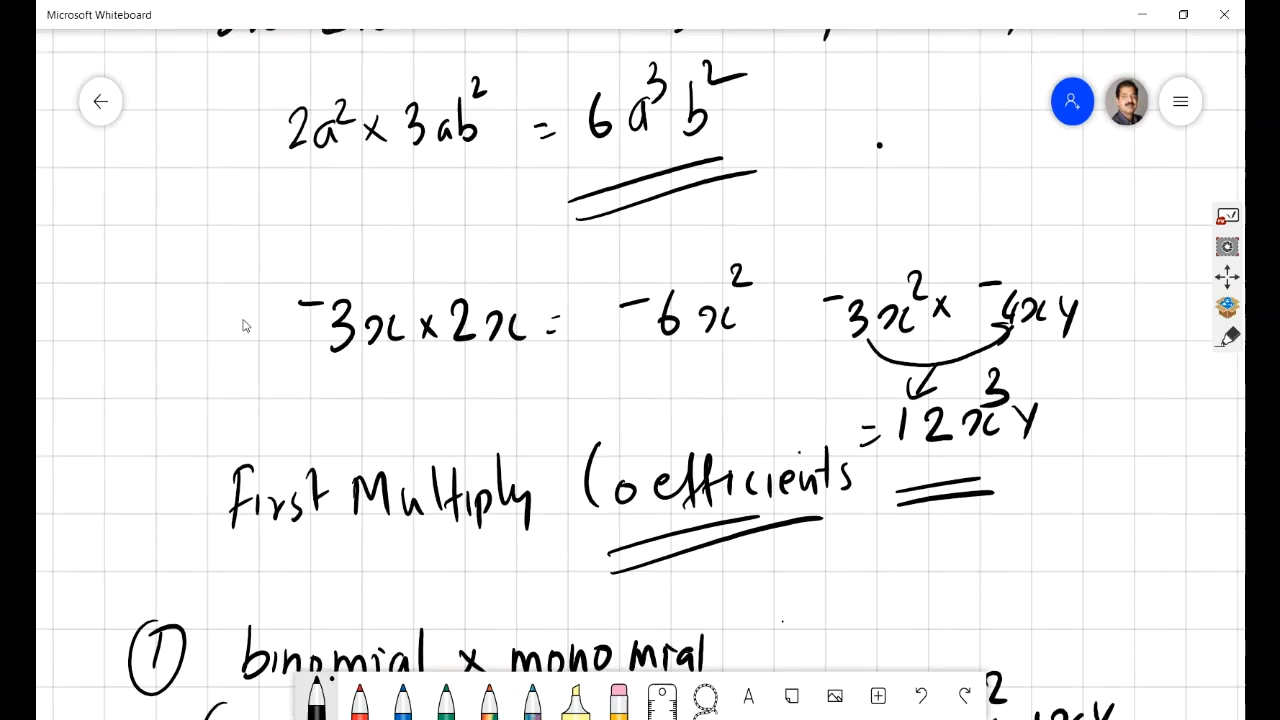 Microsoft Whiteboard
2a² × 3ab² = 6a³b²
⁻3x × 2x = ⁻6x²
⁻3x² × ⁻4xy
= 12x³y
First Multiply Coefficients
① binomial × monomial